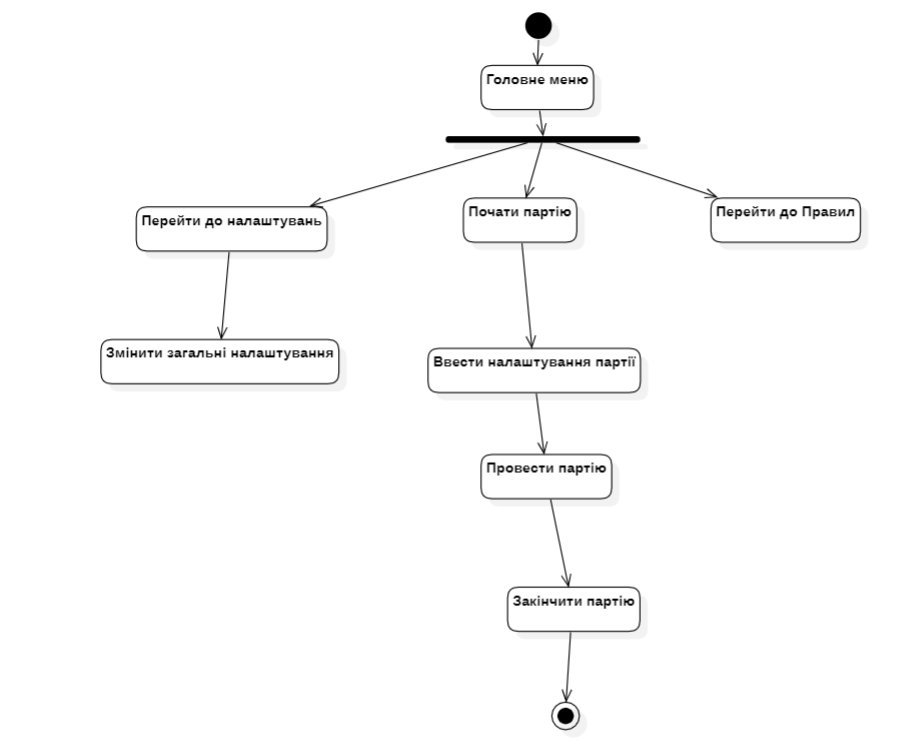 Головне меню
Перейти до налаштувань
Почати партію
Перейти до Правил
Змінити загальні налаштування
Ввести налаштування партії
Провести партію
Закінчити партію